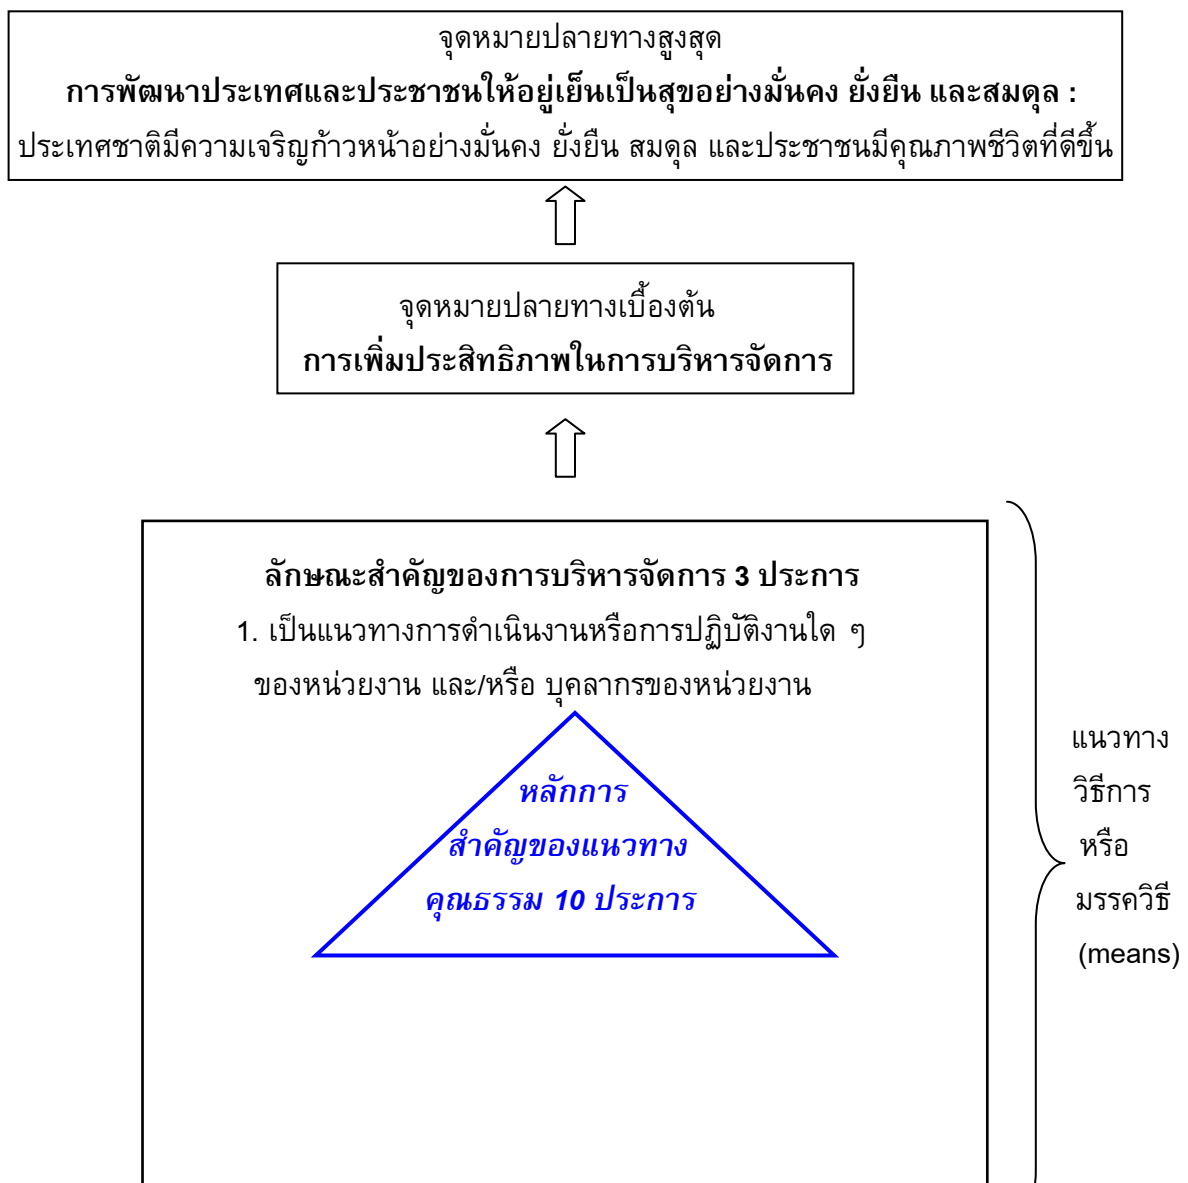 จุดหมายปลายทางสูงสุด
การพัฒนาประเทศและประชาชนให้อยู่เย็นเป็นสุขอย่างมั่นคง ยั่งยืน และสมดุล :
ประเทศชาติมีความเจริญก้าวหน้าอย่างมั่นคง ยั่งยืน สมดุล และประชาชนมีคุณภาพชีวิตที่ดีขึ้น
จุดหมายปลายทางเบื้องต้น
การเพิ่มประสิทธิภาพในการบริหารจัดการ
ลักษณะสำคัญของการบริหารจัดการ 3 ประการ
1. เป็นแนวทางการดำเนินงานหรือการปฏิบัติงานใด ๆ
ของหน่วยงาน และ/หรือ บุคลากรของหน่วยงาน
หลักการ
สำคัญของแนวทาง
คุณธรรม 10 ประการ
แนวทาง
วิธีการ
หรือ
มรรควิธี
(means)